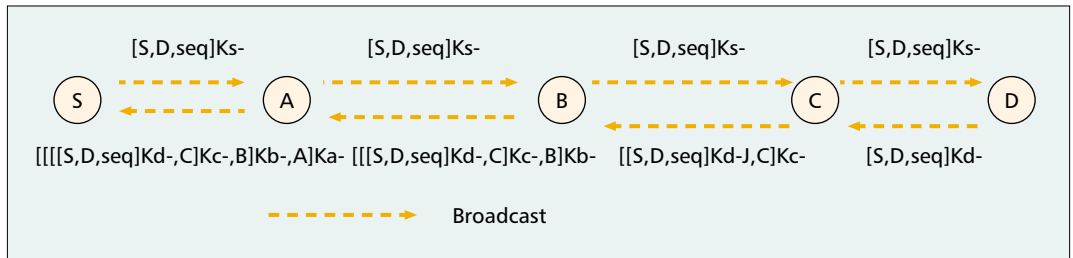 [S,D,seq]Ks- [S,D,seq]Ks- [S,D,seq]Ks- [S,D,seq]Ks-
S A B C D
[[[[S,D,seq]Kd-,C]Kc-,B]Kb-,A]Ka- [[[S,D,seq]Kd-,C]Kc-,B]Kb- [[S,D,seq]Kd-J,C]Kc- [S,D,seq]Kd-
Broadcast